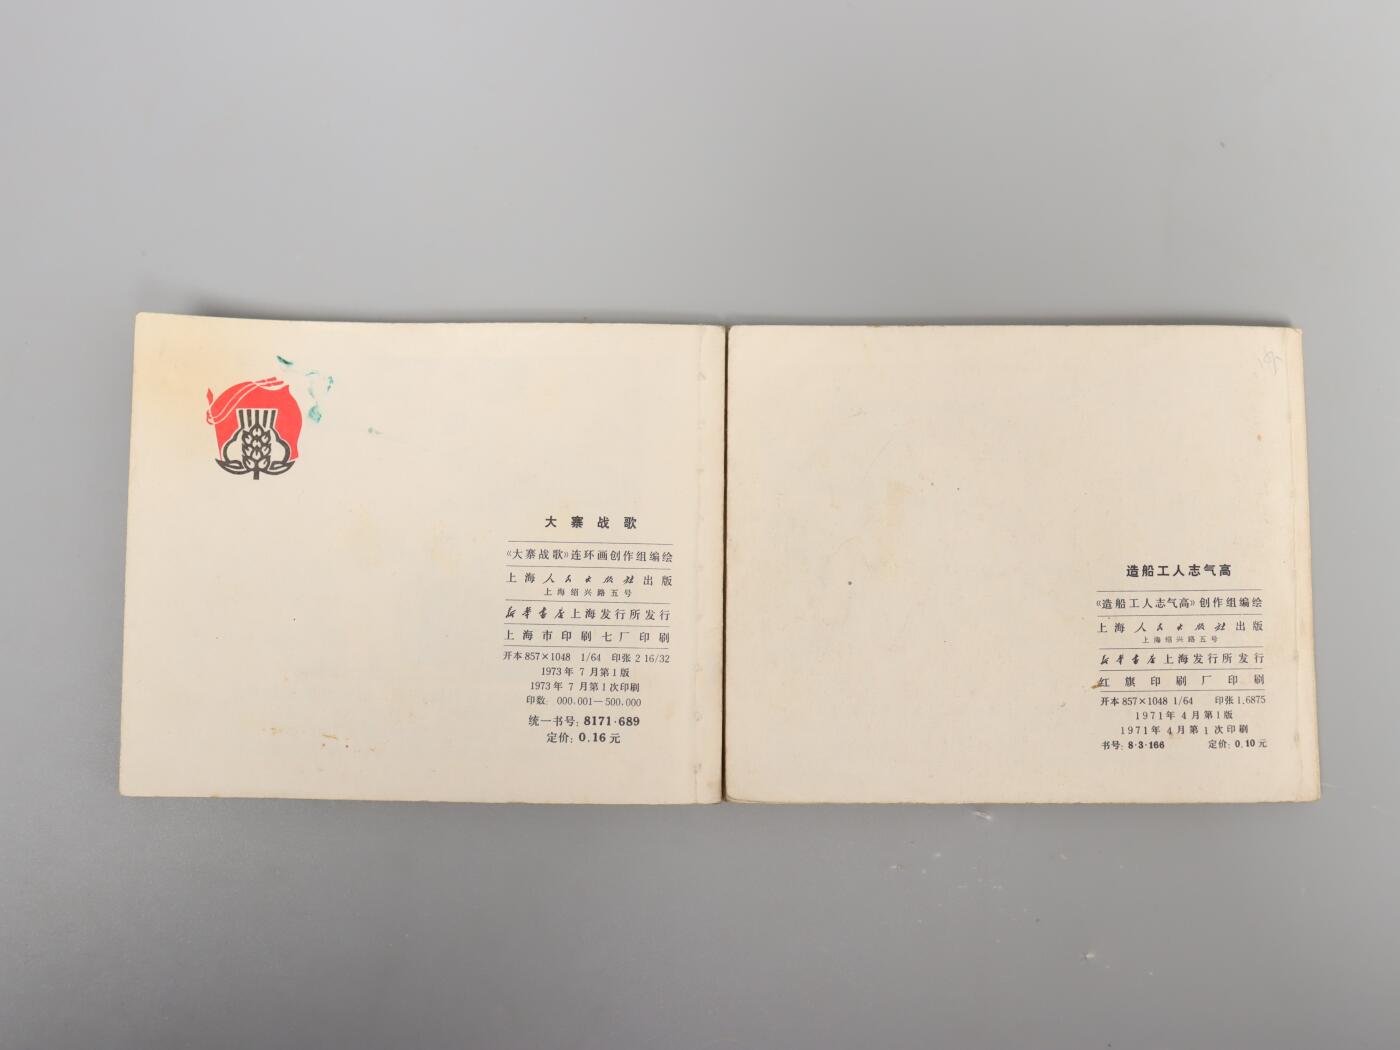 大寨战歌
《大寨战歌》连环画创作组编绘
上海人民出版社出版
上海绍兴路五号
新华书店上海发行所发行
上海市印刷七厂印刷
开本 857×1048 1/64 印张 2 16/32
1973年7月第1版
1973年7月第1次印刷
印数: 000,001—500,000
统一书号: 8171·689
定价: 0.16元
造船工人志气高
《造船工人志气高》创作组编绘
上海人民出版社出版
上海绍兴路五号
新华书店上海发行所发行
红旗印刷厂印刷
开本 857×1048 1/64 印张 1.6875
1971年4月第1版
1971年4月第1次印刷
书号: 8·3·166 定价: 0.10元